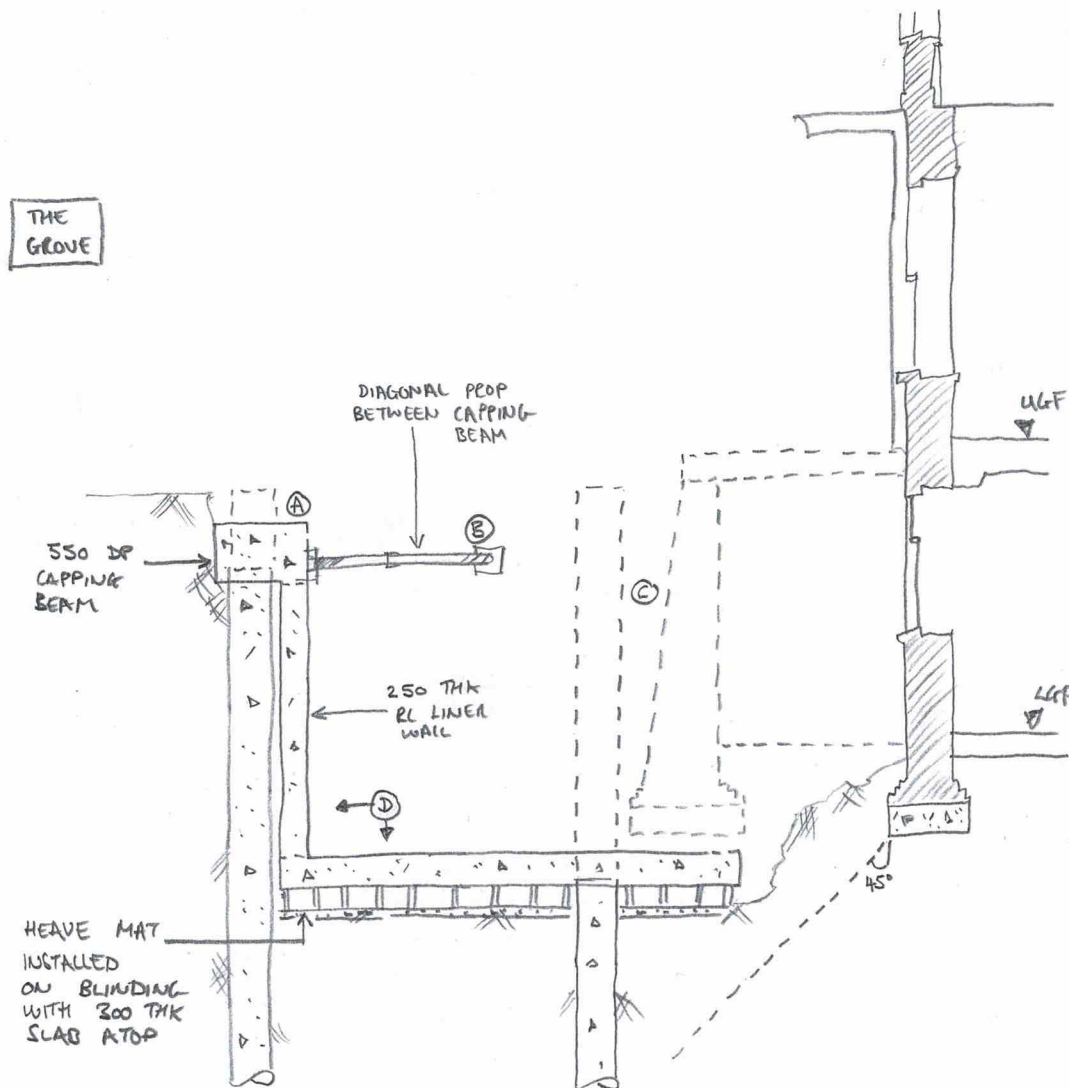 THE
GROVE
DIAGONAL PROP
BETWEEN CAPPING
BEAM
UGF
A
B
550 DP
CAPPING
BEAM
C
250 THK
RC LINER
WALL
LGF
D
45°
HEAVE MAT
INSTALLED
ON BLINDING
WITH 300 THK
SLAB ATOP